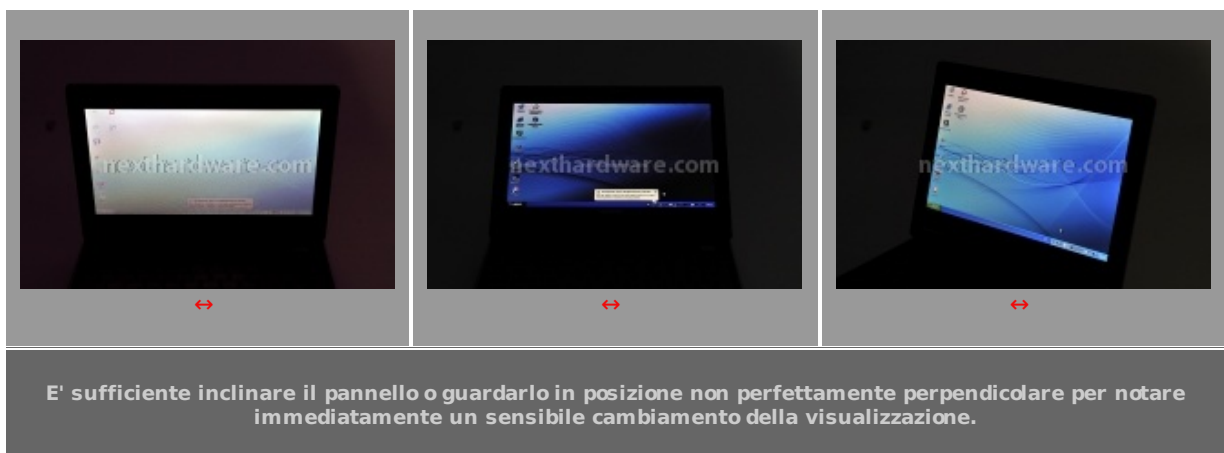 nexthardware.com
nexthardware.com
nexthardware.com
↔
↔
↔
E' sufficiente inclinare il pannello o guardarlo in posizione non perfettamente perpendicolare per notare
immediatamente un sensibile cambiamento della visualizzazione.